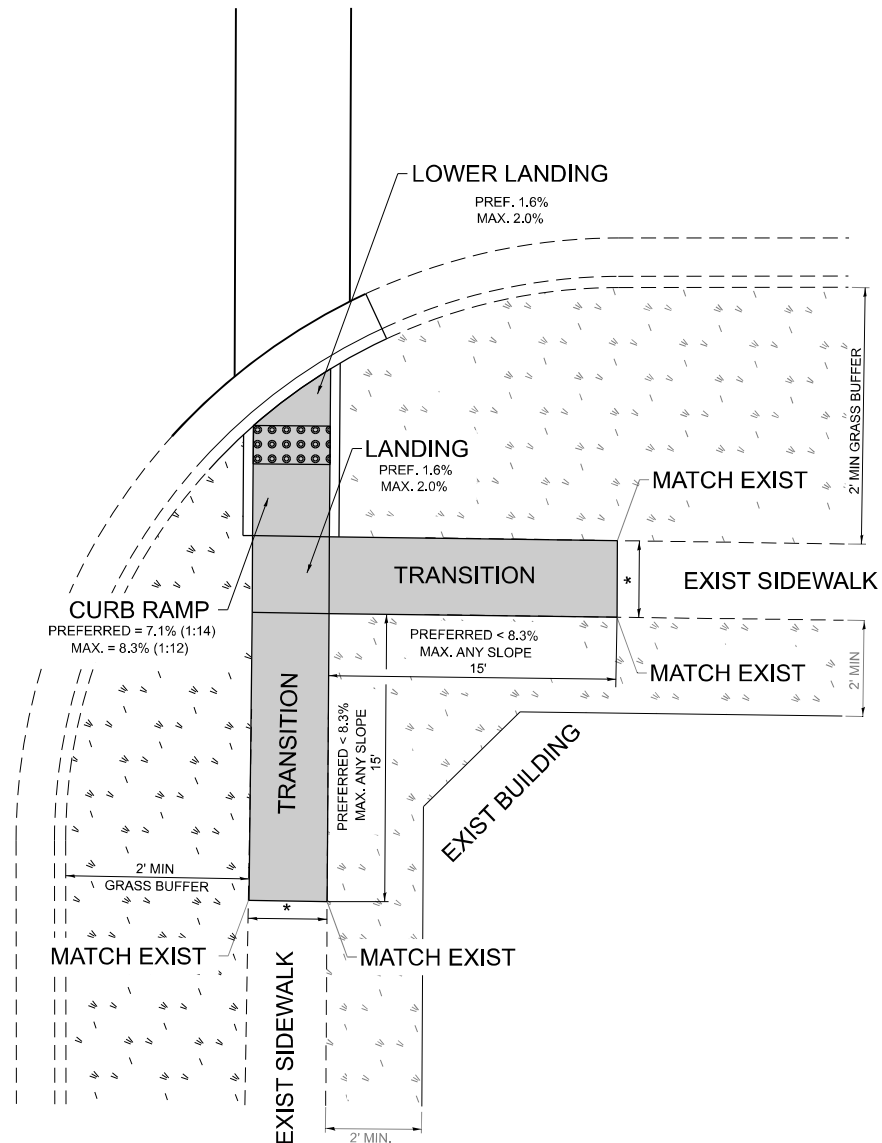 LOWER LANDING
PREF. 1.6%
MAX. 2.0%
2' MIN GRASS BUFFER
LANDING
PREF. 1.6%
MAX. 2.0%
MATCH EXIST
TRANSITION
*
EXIST SIDEWALK
CURB RAMP
PREFERRED = 7.1% (1:14)
MAX. = 8.3% (1:12)
PREFERRED < 8.3%
MAX. ANY SLOPE
15'
MATCH EXIST
2' MIN
TRANSITION
PREFERRED < 8.3%
MAX. ANY SLOPE
15'
EXIST BUILDING
2' MIN
GRASS BUFFER
*
MATCH EXIST
MATCH EXIST
EXIST SIDEWALK
2' MIN.